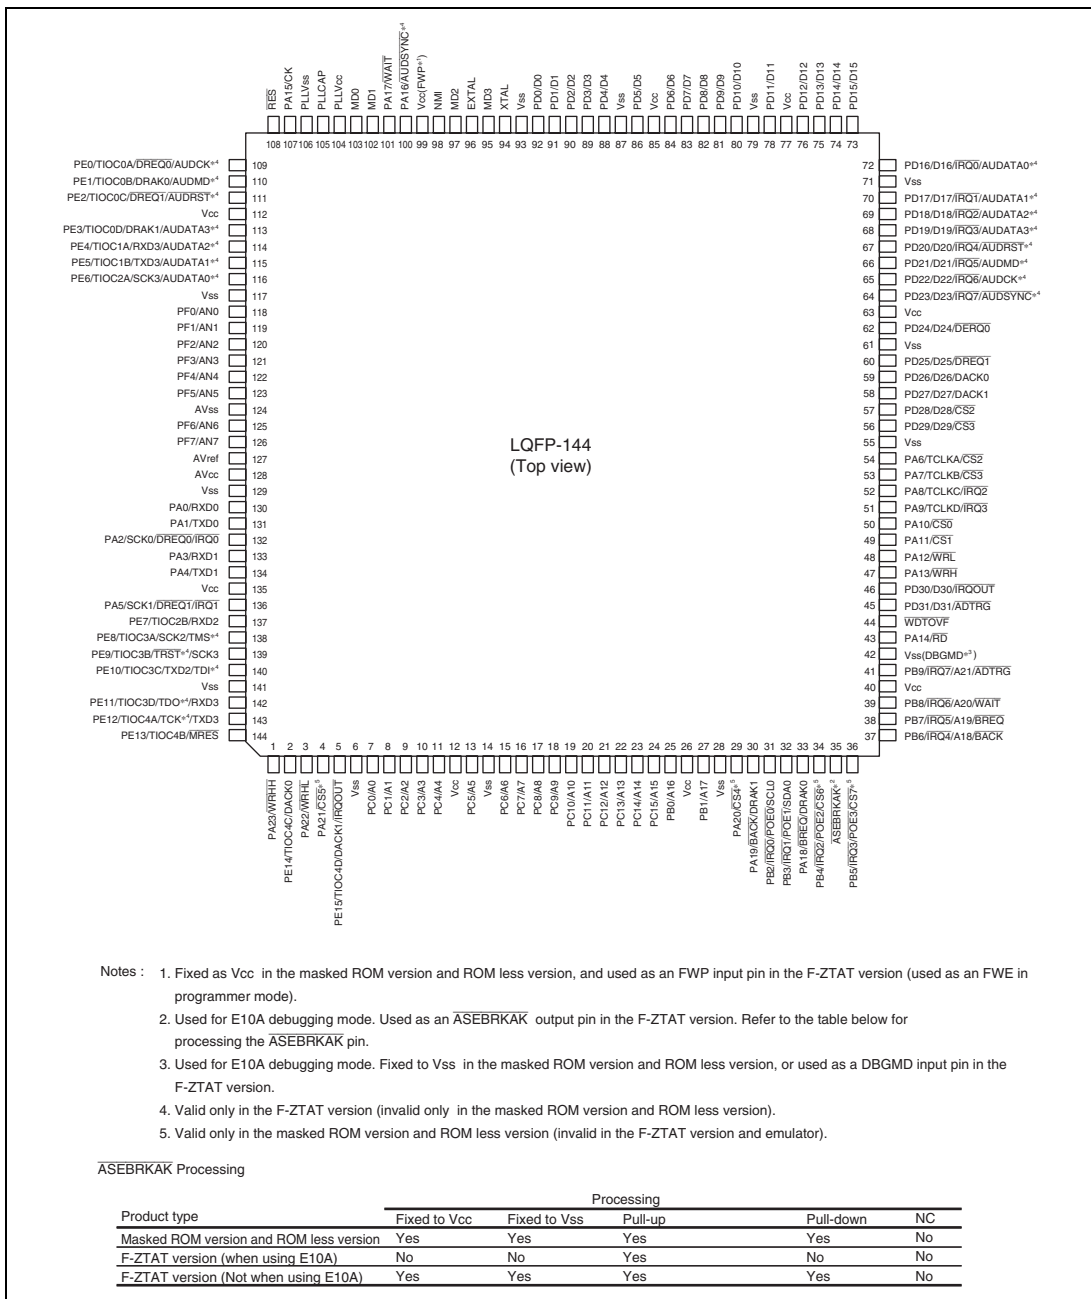 RES
PA15/CK
PLLVss
PLLCAP
PLLVcc
MD0
MD1
PA17/WAIT
PA16/AUDSYNC*4
Vcc(FWP*1)
NMI
MD2
EXTAL
MD3
XTAL
Vss
PD0/D0
PD1/D1
PD2/D2
PD3/D3
PD4/D4
Vss
PD5/D5
Vcc
PD6/D6
PD7/D7
PD8/D8
PD9/D9
PD10/D10
Vss
PD11/D11
Vcc
PD12/D12
PD13/D13
PD14/D14
PD15/D15
108 107 106 105 104 103 102 101 100 99 98 97 96 95 94 93 92 91 90 89 88 87 86 85 84 83 82 81 80 79 78 77 76 75 74 73
PE0/TIOC0A/DREQ0/AUDCK*4 109
PE1/TIOC0B/DRAK0/AUDMD*4 110
PE2/TIOC0C/DREQ1/AUDRST*4 111
Vcc 112
PE3/TIOC0D/DRAK1/AUDATA3*4 113
PE4/TIOC1A/RXD3/AUDATA2*4 114
PE5/TIOC1B/TXD3/AUDATA1*4 115
PE6/TIOC2A/SCK3/AUDATA0*4 116
Vss 117
PF0/AN0 118
PF1/AN1 119
PF2/AN2 120
PF3/AN3 121
PF4/AN4 122
PF5/AN5 123
AVss 124
PF6/AN6 125
PF7/AN7 126
AVref 127
AVcc 128
Vss 129
PA0/RXD0 130
PA1/TXD0 131
PA2/SCK0/DREQ0/IRQ0 132
PA3/RXD1 133
PA4/TXD1 134
Vcc 135
PA5/SCK1/DREQ1/IRQ1 136
PE7/TIOC2B/RXD2 137
PE8/TIOC3A/SCK2/TMS*4 138
PE9/TIOC3B/TRST*4/SCK3 139
PE10/TIOC3C/TXD2/TDI*4 140
Vss 141
PE11/TIOC3D/TDO*4/RXD3 142
PE12/TIOC4A/TCK*4/TXD3 143
PE13/TIOC4B/MRES 144
LQFP-144
(Top view)
72 PD16/D16/IRQ0/AUDATA0*4
71 Vss
70 PD17/D17/IRQ1/AUDATA1*4
69 PD18/D18/IRQ2/AUDATA2*4
68 PD19/D19/IRQ3/AUDATA3*4
67 PD20/D20/IRQ4/AUDRST*4
66 PD21/D21/IRQ5/AUDMD*4
65 PD22/D22/IRQ6/AUDCK*4
64 PD23/D23/IRQ7/AUDSYNC*4
63 Vcc
62 PD24/D24/DERQ0
61 Vss
60 PD25/D25/DREQ1
59 PD26/D26/DACK0
58 PD27/D27/DACK1
57 PD28/D28/CS2
56 PD29/D29/CS3
55 Vss
54 PA6/TCLKA/CS2
53 PA7/TCLKB/CS3
52 PA8/TCLKC/IRQ2
51 PA9/TCLKD/IRQ3
50 PA10/CS0
49 PA11/CS1
48 PA12/WRL
47 PA13/WRH
46 PD30/D30/IRQOUT
45 PD31/D31/ADTRG
44 WDTOVF
43 PA14/RD
42 Vss(DBGMD*3)
41 PB9/IRQ7/A21/ADTRG
40 Vcc
39 PB8/IRQ6/A20/WAIT
38 PB7/IRQ5/A19/BREQ
37 PB6/IRQ4/A18/BACK
1 2 3 4 5 6 7 8 9 10 11 12 13 14 15 16 17 18 19 20 21 22 23 24 25 26 27 28 29 30 31 32 33 34 35 36
PA23/WRHH
PE14/TIOC4C/DACK0
PA22/WRHL
PA21/CS5*5
PE15/TIOC4D/DACK1/IRQOUT
Vss
PC0/A0
PC1/A1
PC2/A2
PC3/A3
PC4/A4
Vcc
PC5/A5
Vss
PC6/A6
PC7/A7
PC8/A8
PC9/A9
PC10/A10
PC11/A11
PC12/A12
PC13/A13
PC14/A14
PC15/A15
PB0/A16
Vcc
PB1/A17
Vss
PA20/CS4*5
PA19/BACK/DRAK1
PB2/IRQ0/POE0/SCL0
PB3/IRQ1/POE1/SDA0
PA18/BREQ/DRAK0
PB4/IRQ2/POE2/CS6*5
ASEBRKAK*2
PB5/IRQ3/POE3/CS7*5
Notes : 1. Fixed as Vcc in the masked ROM version and ROM less version, and used as an FWP input pin in the F-ZTAT version (used as an FWE in
programmer mode).
2. Used for E10A debugging mode. Used as an ASEBRKAK output pin in the F-ZTAT version. Refer to the table below for
processing the ASEBRKAK pin.
3. Used for E10A debugging mode. Fixed to Vss in the masked ROM version and ROM less version, or used as a DBGMD input pin in the
F-ZTAT version.
4. Valid only in the F-ZTAT version (invalid only in the masked ROM version and ROM less version).
5. Valid only in the masked ROM version and ROM less version (invalid in the F-ZTAT version and emulator).
ASEBRKAK Processing
Processing
Product type Fixed to Vcc Fixed to Vss Pull-up Pull-down NC
Masked ROM version and ROM less version Yes Yes Yes Yes No
F-ZTAT version (when using E10A) No No Yes No No
F-ZTAT version (Not when using E10A) Yes Yes Yes Yes No